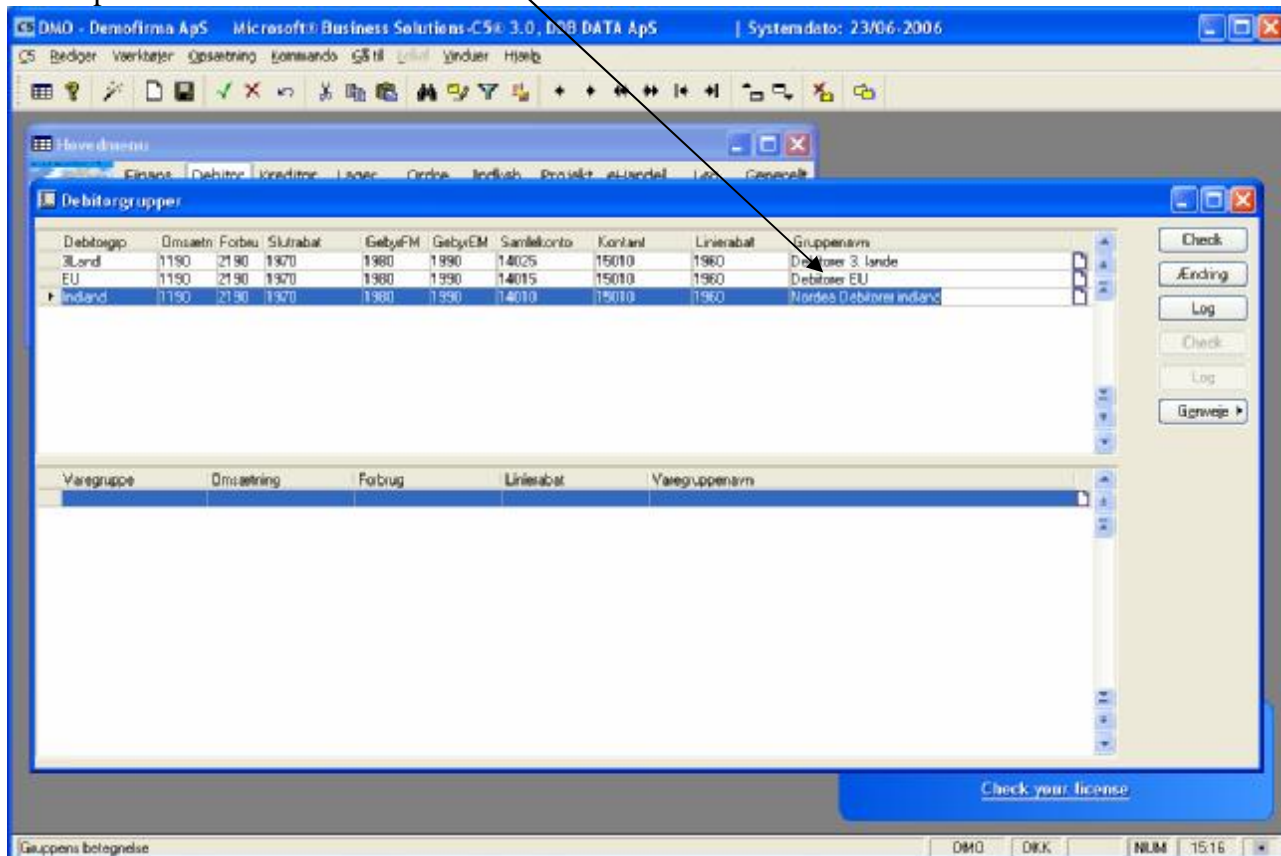 DMO - Demofirma ApS Microsoft® Business Solutions-C5® 3.0, DDB DATA ApS | Systemdato: 23/06-2006
C5 Rediger Værktøjer Opsætning Kommando Gå til Lokal Vinduer Hjælp
Hovedmenu
Finans Debitor Kreditor Lager Ordre Indkøb Projekt eHandel Løn Generelt
Debitorgrupper
Debitorgrp Omsætn Forbru Slutrabat GebyrFM GebyrEM Samlekonto Kontant Linierabat Gruppenavn
3Land 1190 2190 1970 1980 1990 14025 15010 1960 Debitorer 3. lande
EU 1190 2190 1970 1980 1990 14015 15010 1960 Debitorer EU
Indland 1190 2190 1970 1980 1990 14010 15010 1960 Nordea Debitorer indland
Check
Ænding
Log
Check
Log
Genveje
Varegruppe Omsætning Forbrug Linierabat Varegruppenavn
Check your license
Gruppens betegnelse DMO DKK NUM 15:16